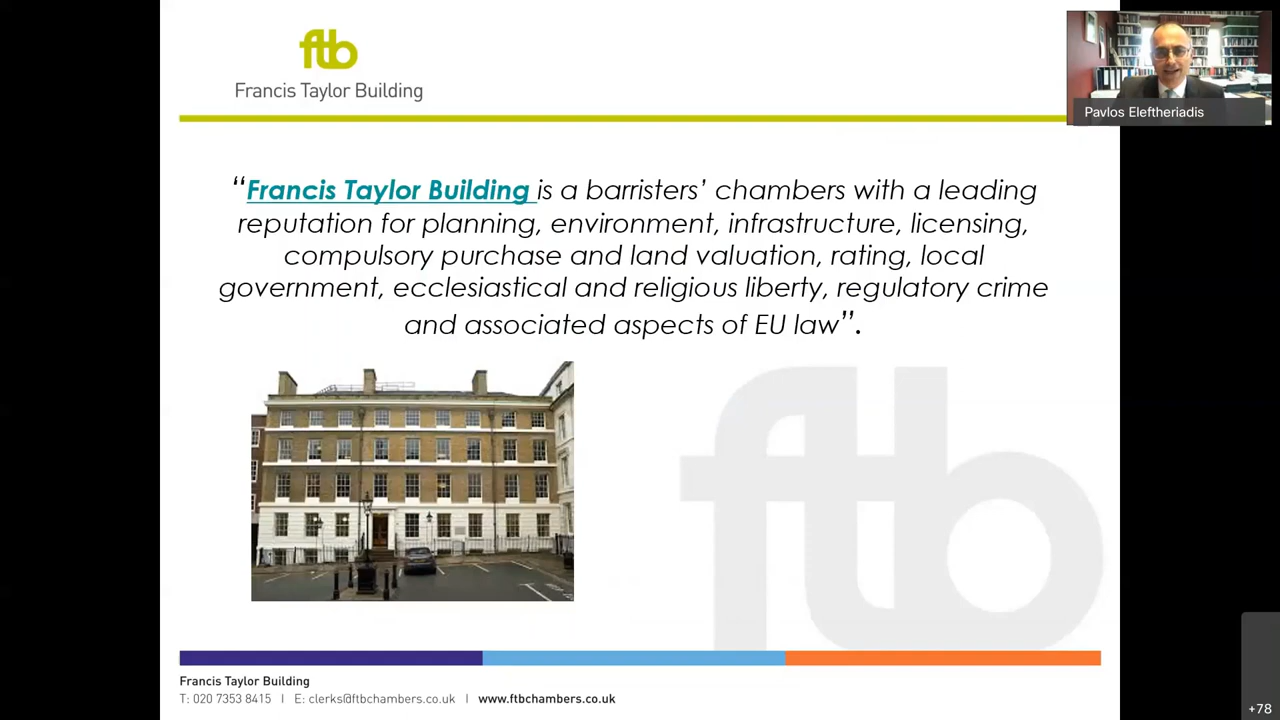 ftb
Francis Taylor Building
Pavlos Eleftheriadis
“Francis Taylor Building is a barristers’ chambers with a leading
reputation for planning, environment, infrastructure, licensing,
compulsory purchase and land valuation, rating, local
government, ecclesiastical and religious liberty, regulatory crime
and associated aspects of EU law”.
ftb
Francis Taylor Building
T: 020 7353 8415 I E: clerks@ftbchambers.co.uk I www.ftbchambers.co.uk
+78